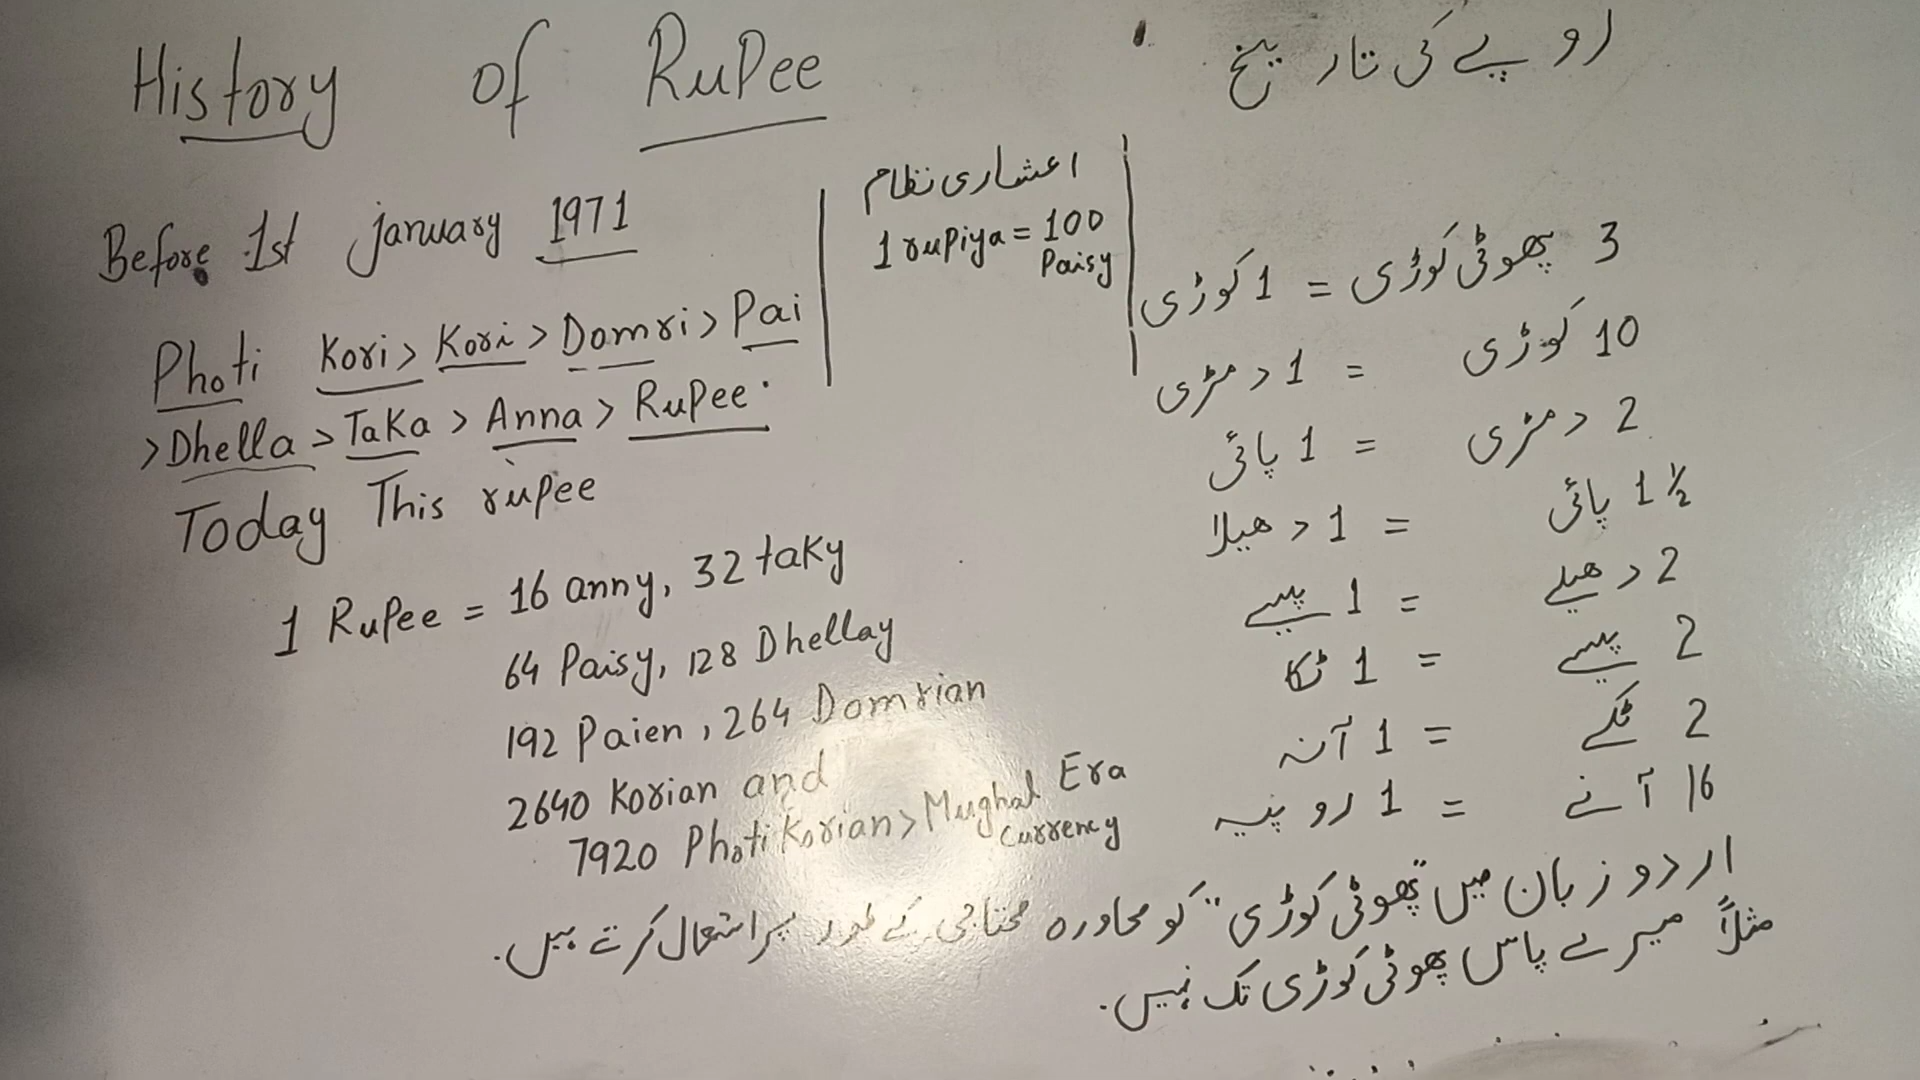 History of Rupee
روپے کی تاریخ
Before 1st january 1971
Photi Kori > Kori > Domri > Pai
> Dhella > Taka > Anna > Rupee
Today This rupee
1 Rupee = 16 anny, 32 taky
64 Paisy, 128 Dhellay
192 Paien, 264 Domrian
2640 Korian and
7920 Photi Korian > Mughal Era
Currency
اعشاری نظام
1 rupiya = 100
Paisy
3 پھوٹی کوڑی = 1 کوڑی
10 کوڑی = 1 دمڑی
2 دمڑی = 1 پائی
1 ½ پائی = 1 دھیلا
2 دھیلے = 1 پیسے
2 پیسے = 1 ٹکا
2 ٹکے = 1 آنہ
16 آنے = 1 روپیہ
اردو زبان میں "پھوٹی کوڑی" کو محاورہ محتاجی کے طور پر استعمال کرتے ہیں.
مثلاً میرے پاس پھوٹی کوڑی تک نہیں.